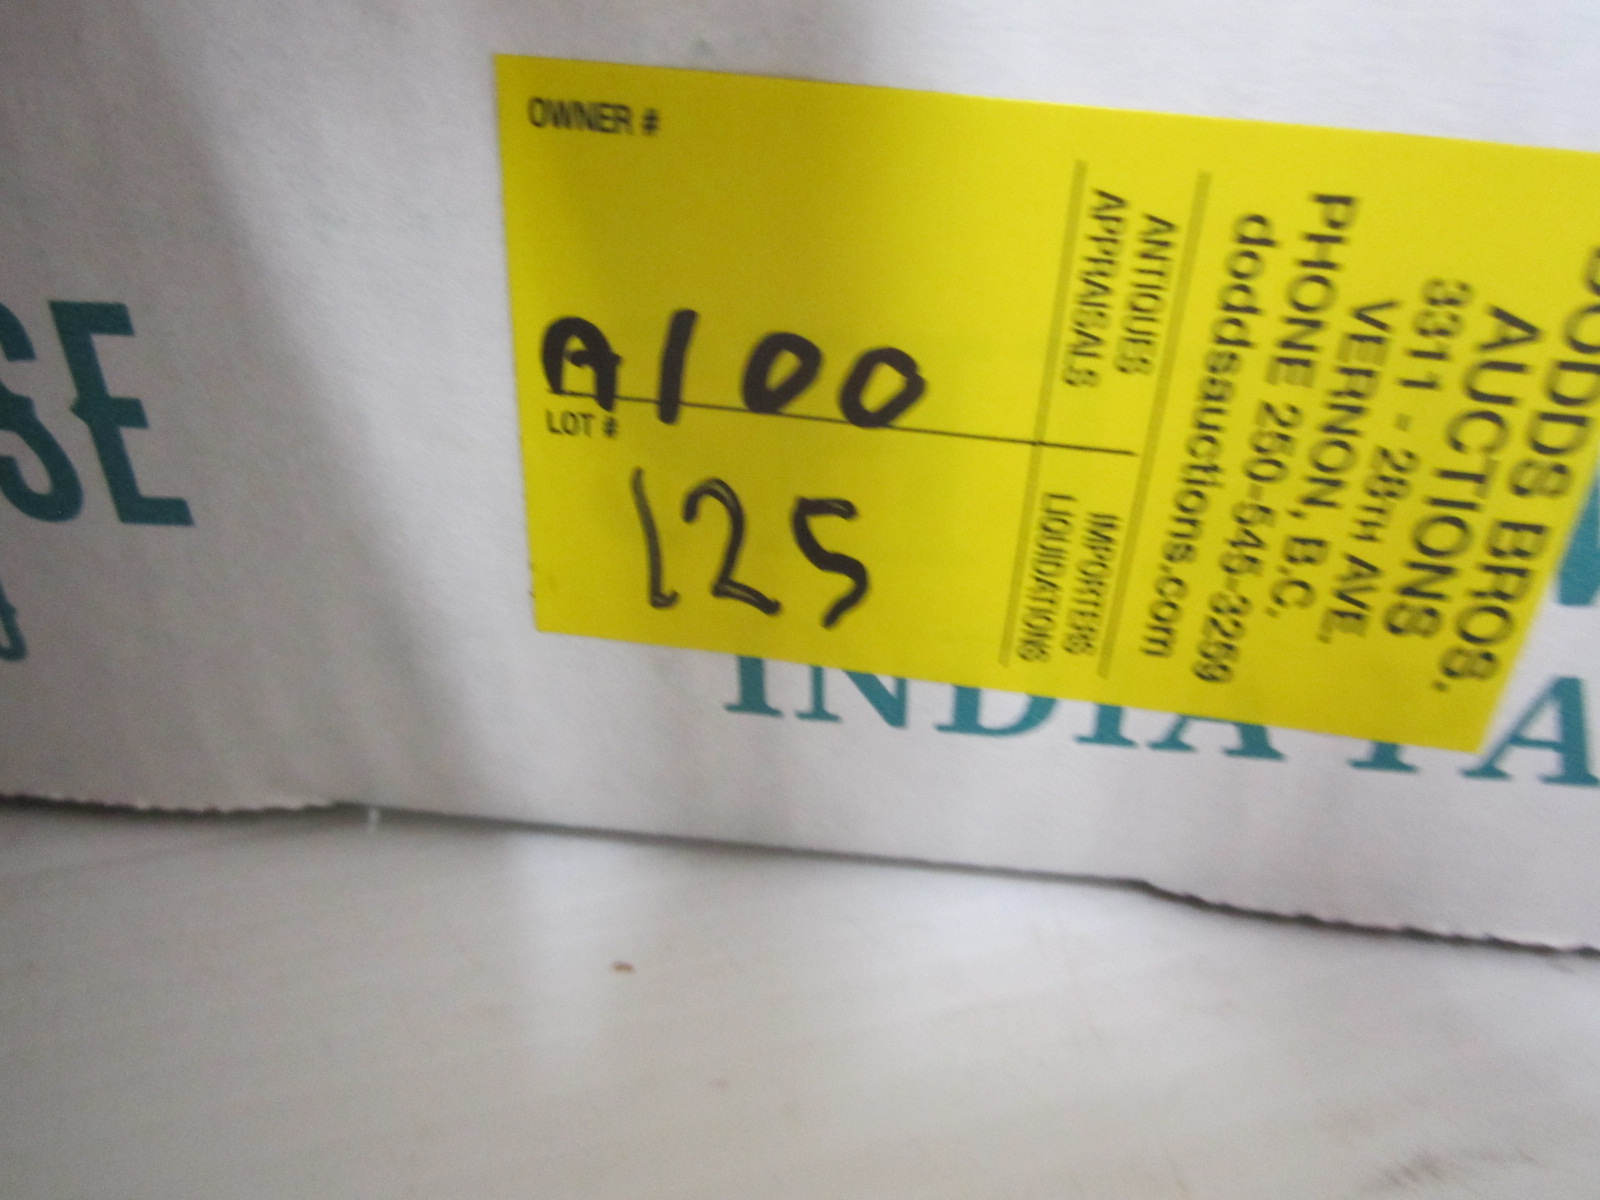 OWNER #
A100
LOT #
125
DODDS BROS.
AUCTIONS
3311 - 28TH AVE.
VERNON, B.C.
PHONE 250-545-3259
doddsauctions.com
ANTIQUES
APPRAISALS
IMPORTERS
LIQUIDATIONS
SE
INDIA PA